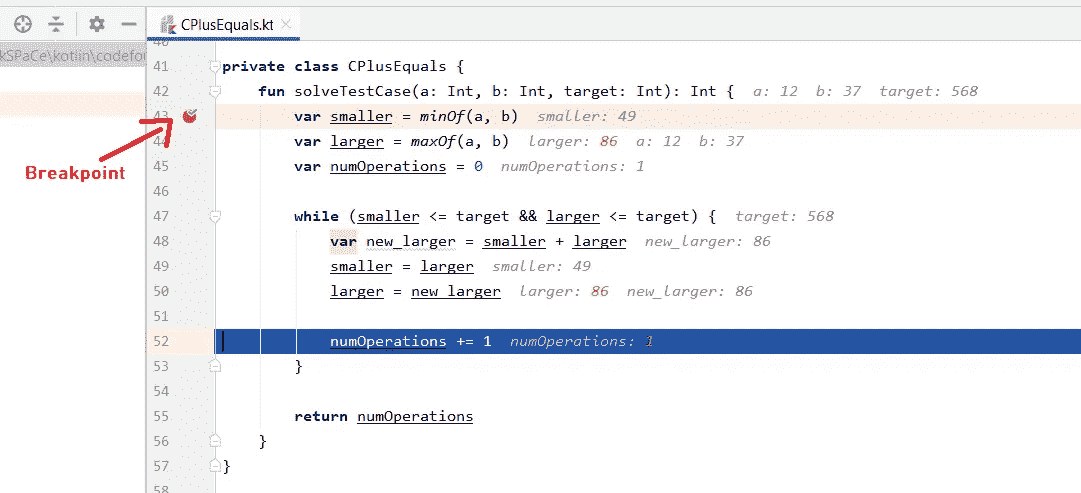 CPlusEquals.kt
kSPaCe\kotlin\codefo
40
41 private class CPlusEquals {
42 fun solveTestCase(a: Int, b: Int, target: Int): Int { a: 12 b: 37 target: 568
43 var smaller = minOf(a, b) smaller: 49
44 var larger = maxOf(a, b) larger: 86 a: 12 b: 37
Breakpoint
45 var numOperations = 0 numOperations: 1
46
47 while (smaller <= target && larger <= target) { target: 568
48 var new_larger = smaller + larger new_larger: 86
49 smaller = larger smaller: 49
50 larger = new_larger larger: 86 new_larger: 86
51
52 numOperations += 1 numOperations: 1
53 }
54
55 return numOperations
56 }
57 }
58